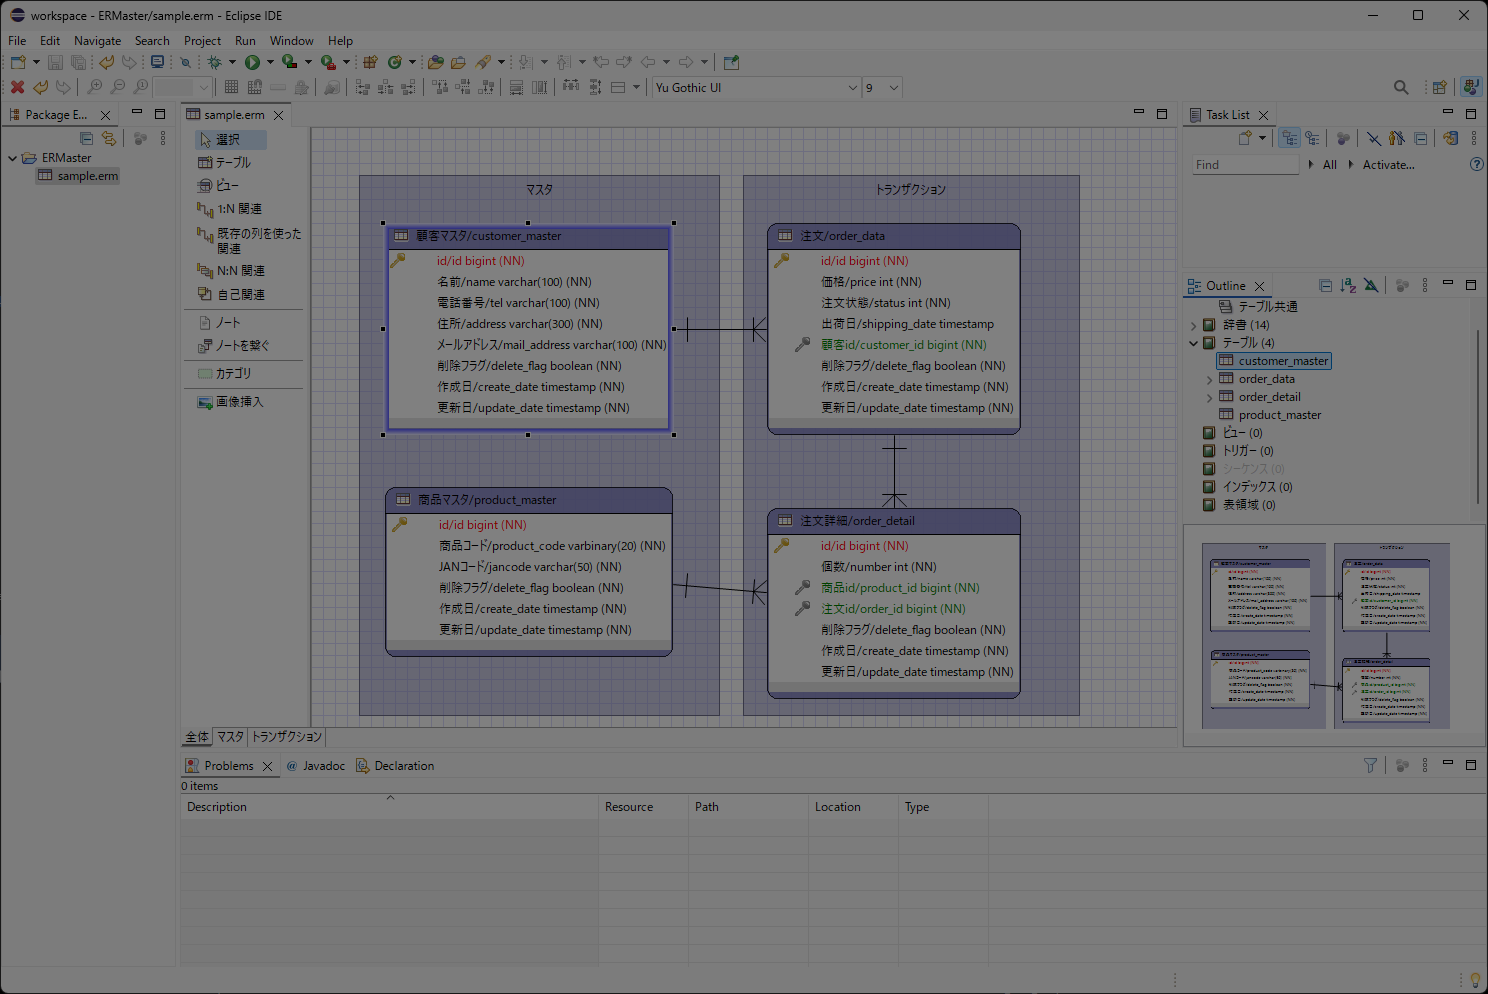 workspace - ERMaster/sample.erm - Eclipse IDE
File Edit Navigate Search Project Run Window Help
Yu Gothic UI 9
Package E...
ERMaster
sample.erm
sample.erm
選択
テーブル
ビュー
1:N 関連
既存の列を使った
関連
N:N 関連
自己関連
ノート
ノートを繋ぐ
カテゴリ
画像挿入
マスタ
顧客マスタ/customer_master
id/id bigint (NN)
名前/name varchar(100) (NN)
電話番号/tel varchar(100) (NN)
住所/address varchar(300) (NN)
メールアドレス/mail_address varchar(100) (NN)
削除フラグ/delete_flag boolean (NN)
作成日/create_date timestamp (NN)
更新日/update_date timestamp (NN)
商品マスタ/product_master
id/id bigint (NN)
商品コード/product_code varbinary(20) (NN)
JANコード/jancode varchar(50) (NN)
削除フラグ/delete_flag boolean (NN)
作成日/create_date timestamp (NN)
更新日/update_date timestamp (NN)
トランザクション
注文/order_data
id/id bigint (NN)
価格/price int (NN)
注文状態/status int (NN)
出荷日/shipping_date timestamp
顧客id/customer_id bigint (NN)
削除フラグ/delete_flag boolean (NN)
作成日/create_date timestamp (NN)
更新日/update_date timestamp (NN)
注文詳細/order_detail
id/id bigint (NN)
個数/number int (NN)
商品id/product_id bigint (NN)
注文id/order_id bigint (NN)
削除フラグ/delete_flag boolean (NN)
作成日/create_date timestamp (NN)
更新日/update_date timestamp (NN)
全体 マスタ トランザクション
Task List
Find All Activate...
Outline
テーブル共通
辞書 (14)
テーブル (4)
customer_master
order_data
order_detail
product_master
ビュー (0)
トリガー (0)
シーケンス (0)
インデックス (0)
表領域 (0)
Problems @ Javadoc Declaration
0 items
Description Resource Path Location Type